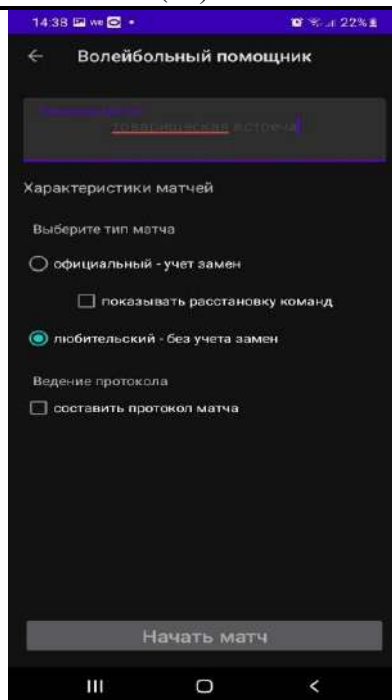 14:38 we 22%
Волейбольный помощник
товарищеская встреча
Характеристики матчей
Выберите тип матча
официальный - учет замен
показывать расстановку команд
любительский - без учета замен
Ведение протокола
составить протокол матча
Начать матч